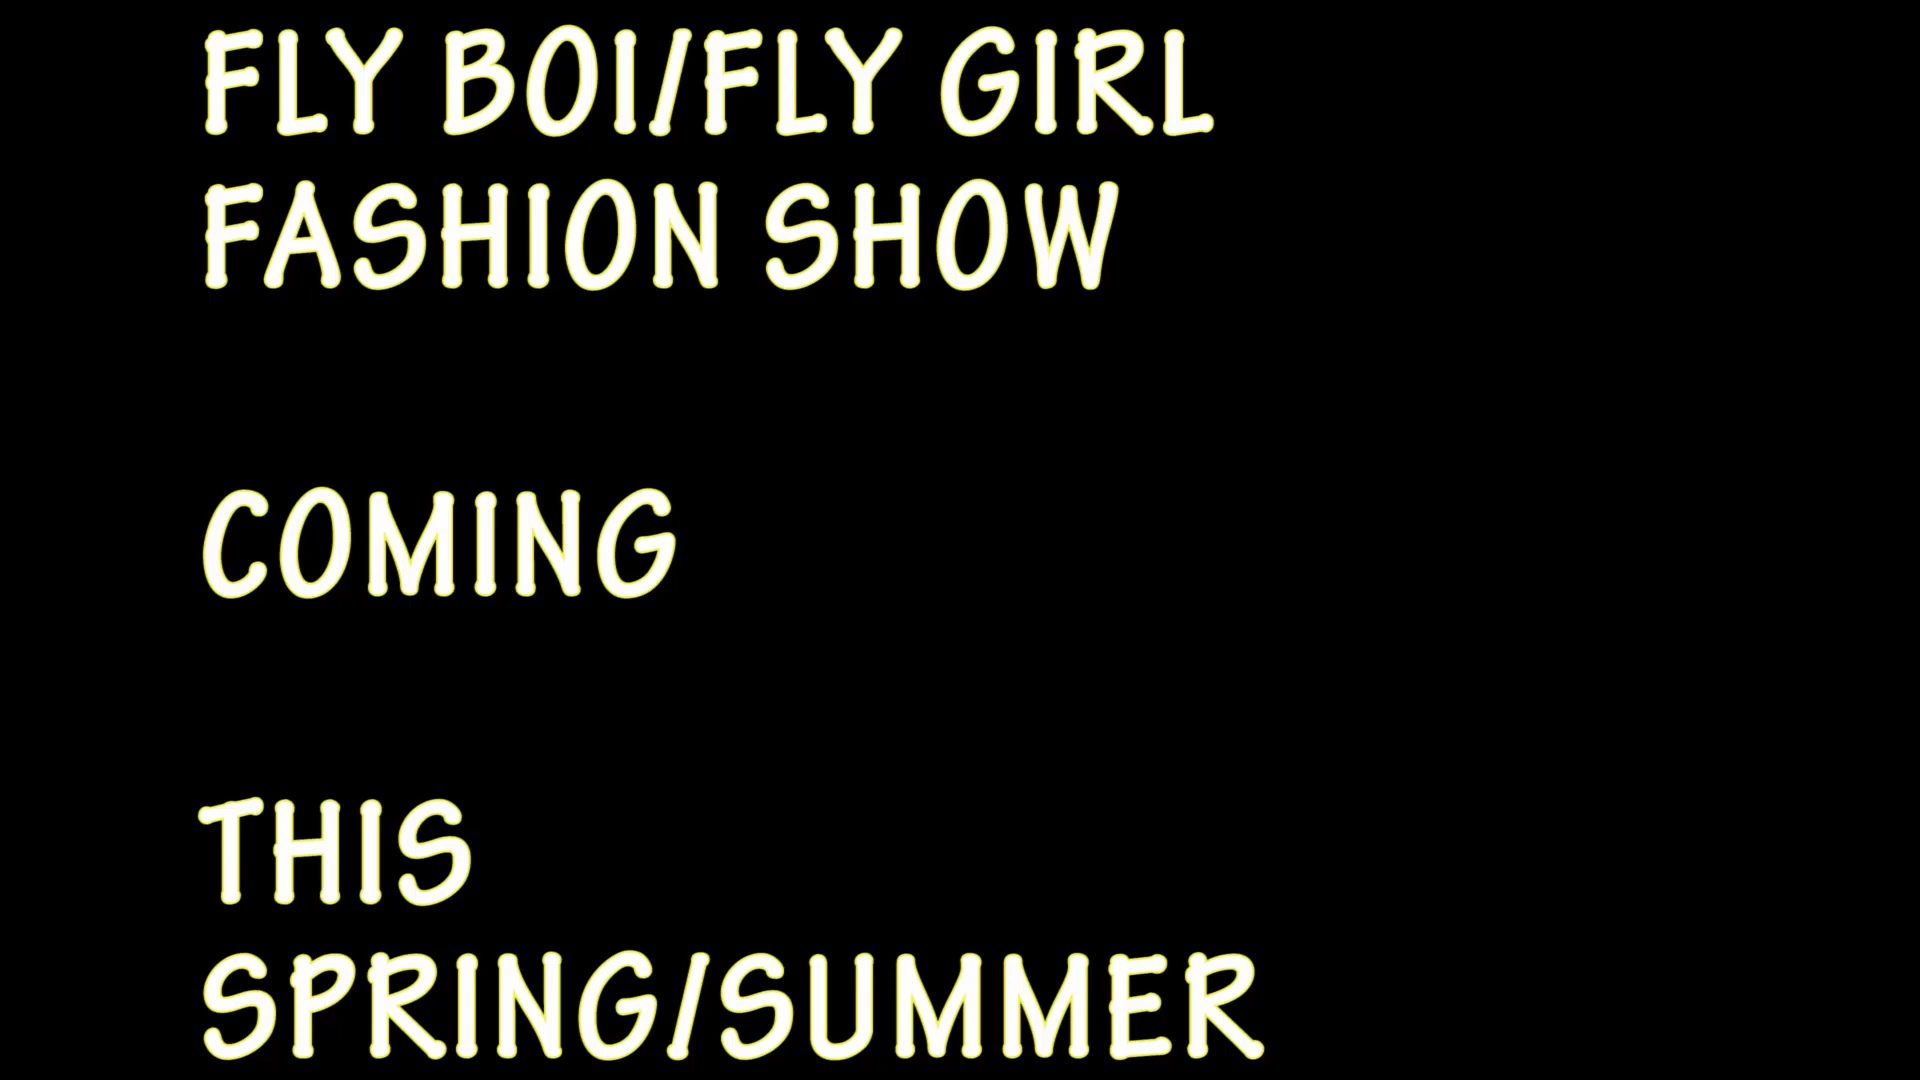 FLY BOI/FLY GIRL
FASHION SHOW
COMING
THIS
SPRING/SUMMER